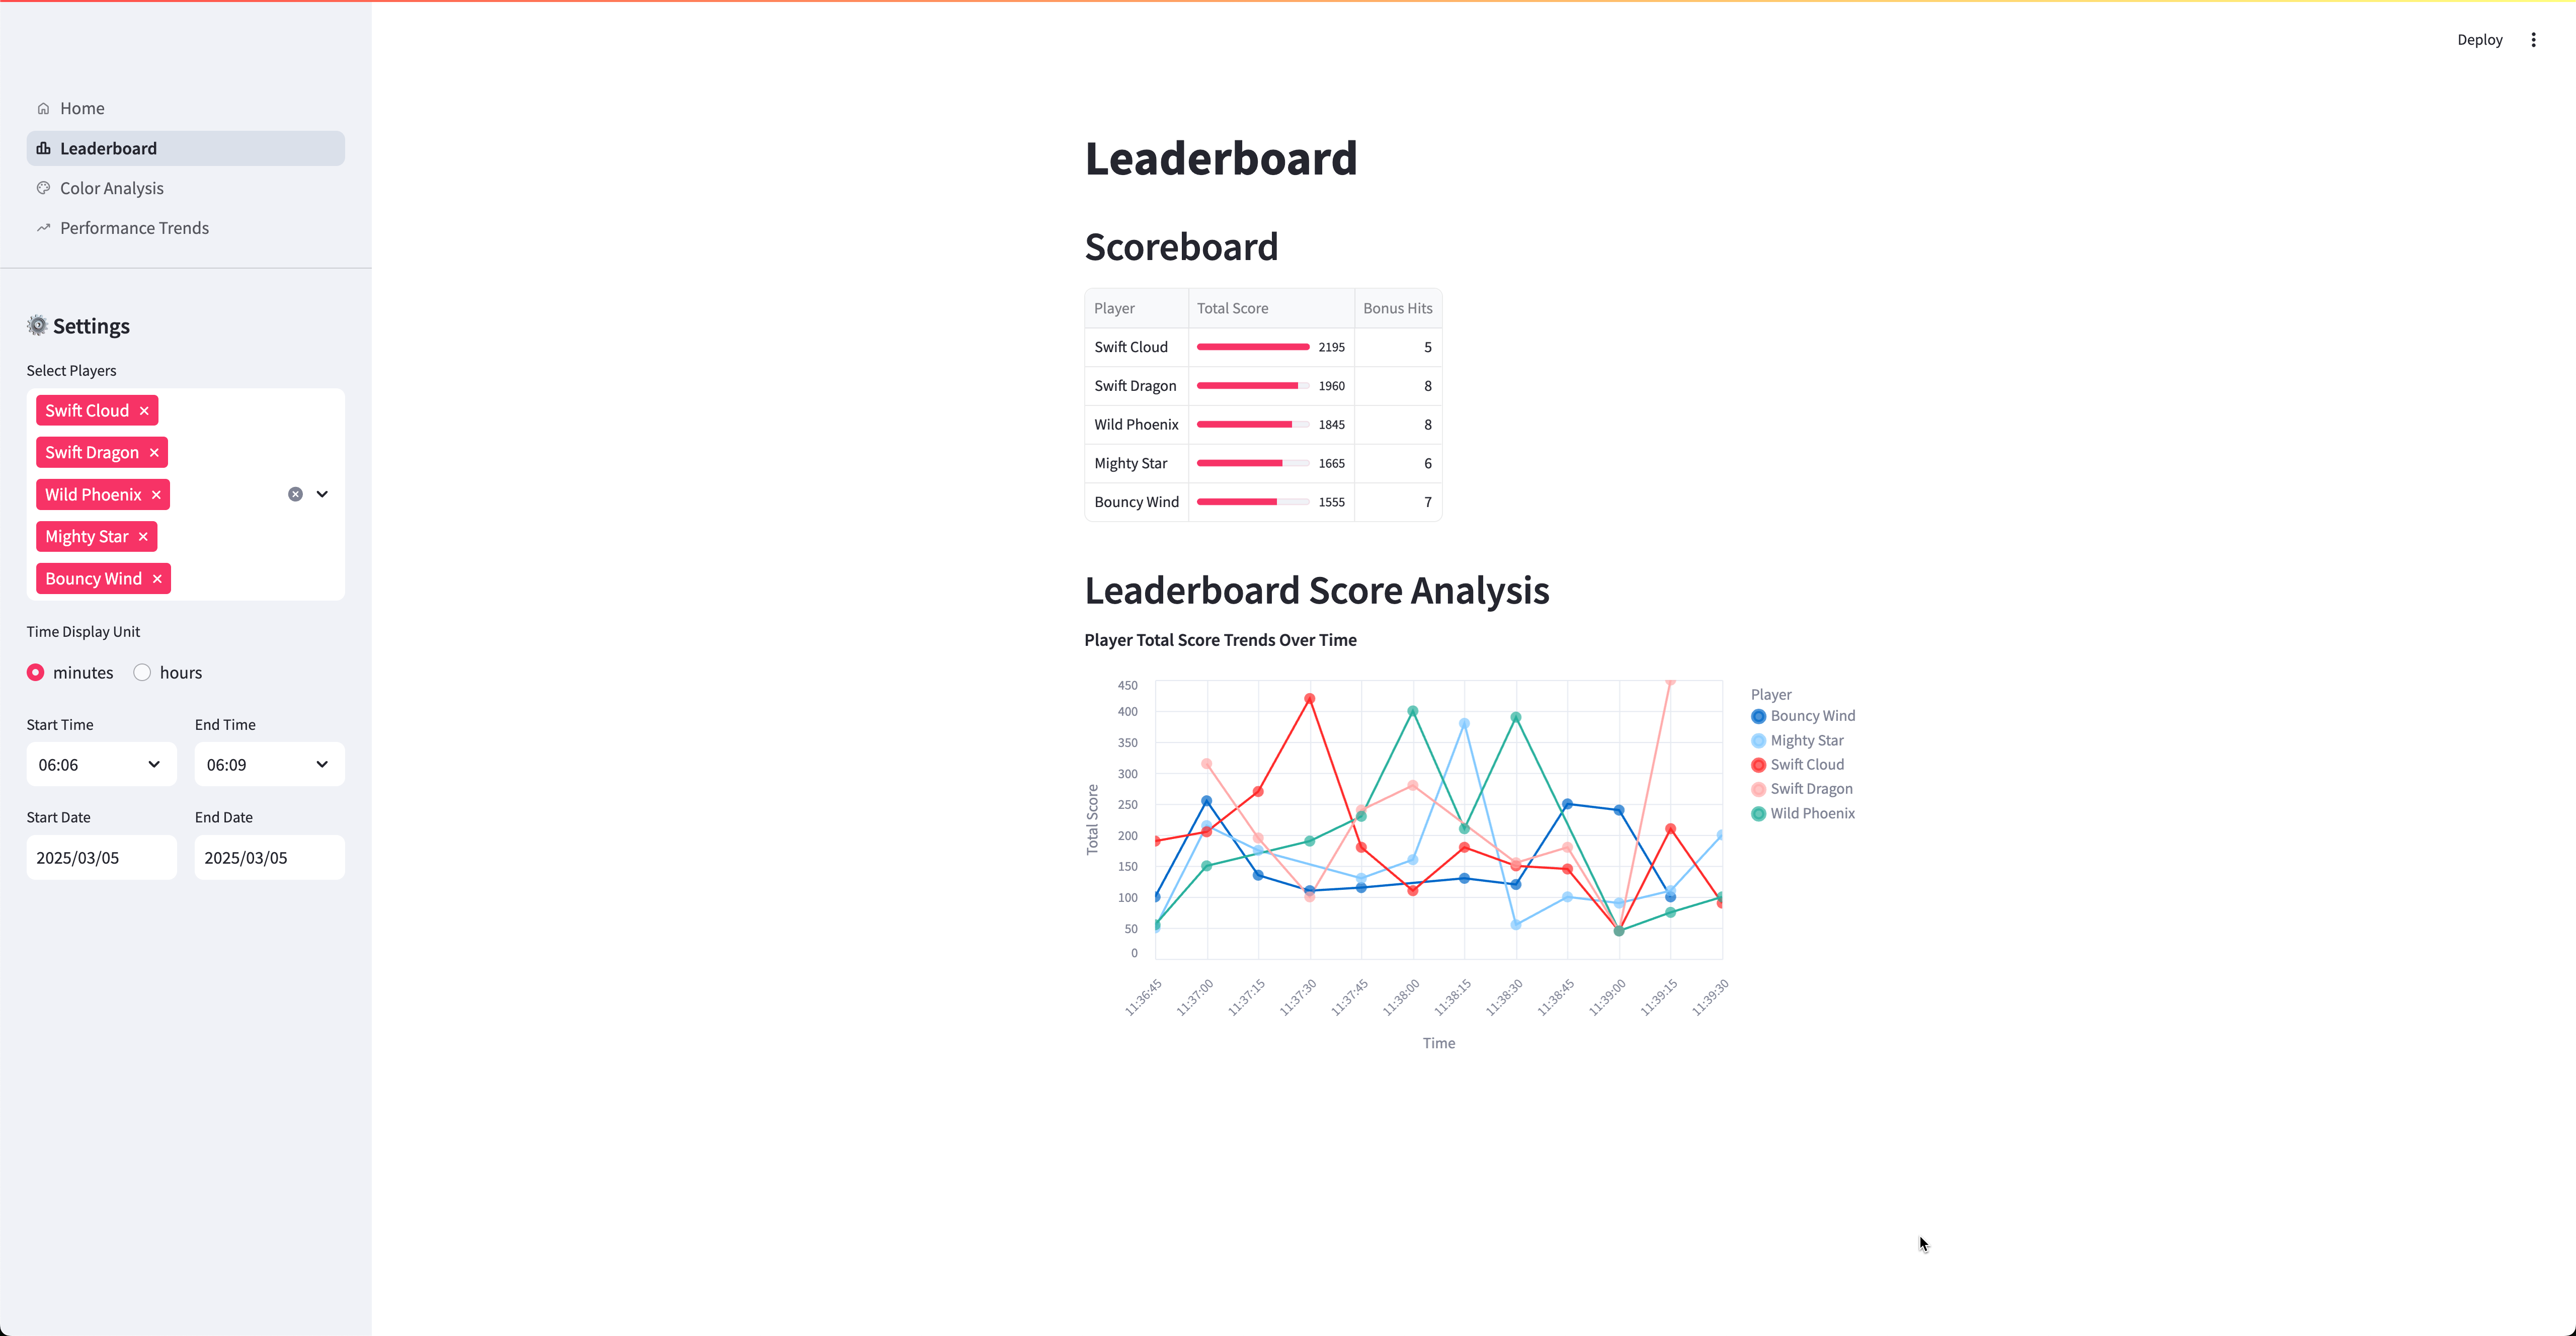 Deploy
Home
Leaderboard
Color Analysis
Performance Trends
Settings
Select Players
Swift Cloud
Swift Dragon
Wild Phoenix
Mighty Star
Bouncy Wind
Time Display Unit
minutes hours
Start Time End Time
06:06 06:09
Start Date End Date
2025/03/05 2025/03/05
Leaderboard
Scoreboard
Player Total Score Bonus Hits
Swift Cloud 2195 5
Swift Dragon 1960 8
Wild Phoenix 1845 8
Mighty Star 1665 6
Bouncy Wind 1555 7
Leaderboard Score Analysis
Player Total Score Trends Over Time
Total Score
450
400
350
300
250
200
150
100
50
0
11:36:45 11:37:00 11:37:15 11:37:30 11:37:45 11:38:00 11:38:15 11:38:30 11:38:45 11:39:00 11:39:15 11:39:30
Time
Player
Bouncy Wind
Mighty Star
Swift Cloud
Swift Dragon
Wild Phoenix